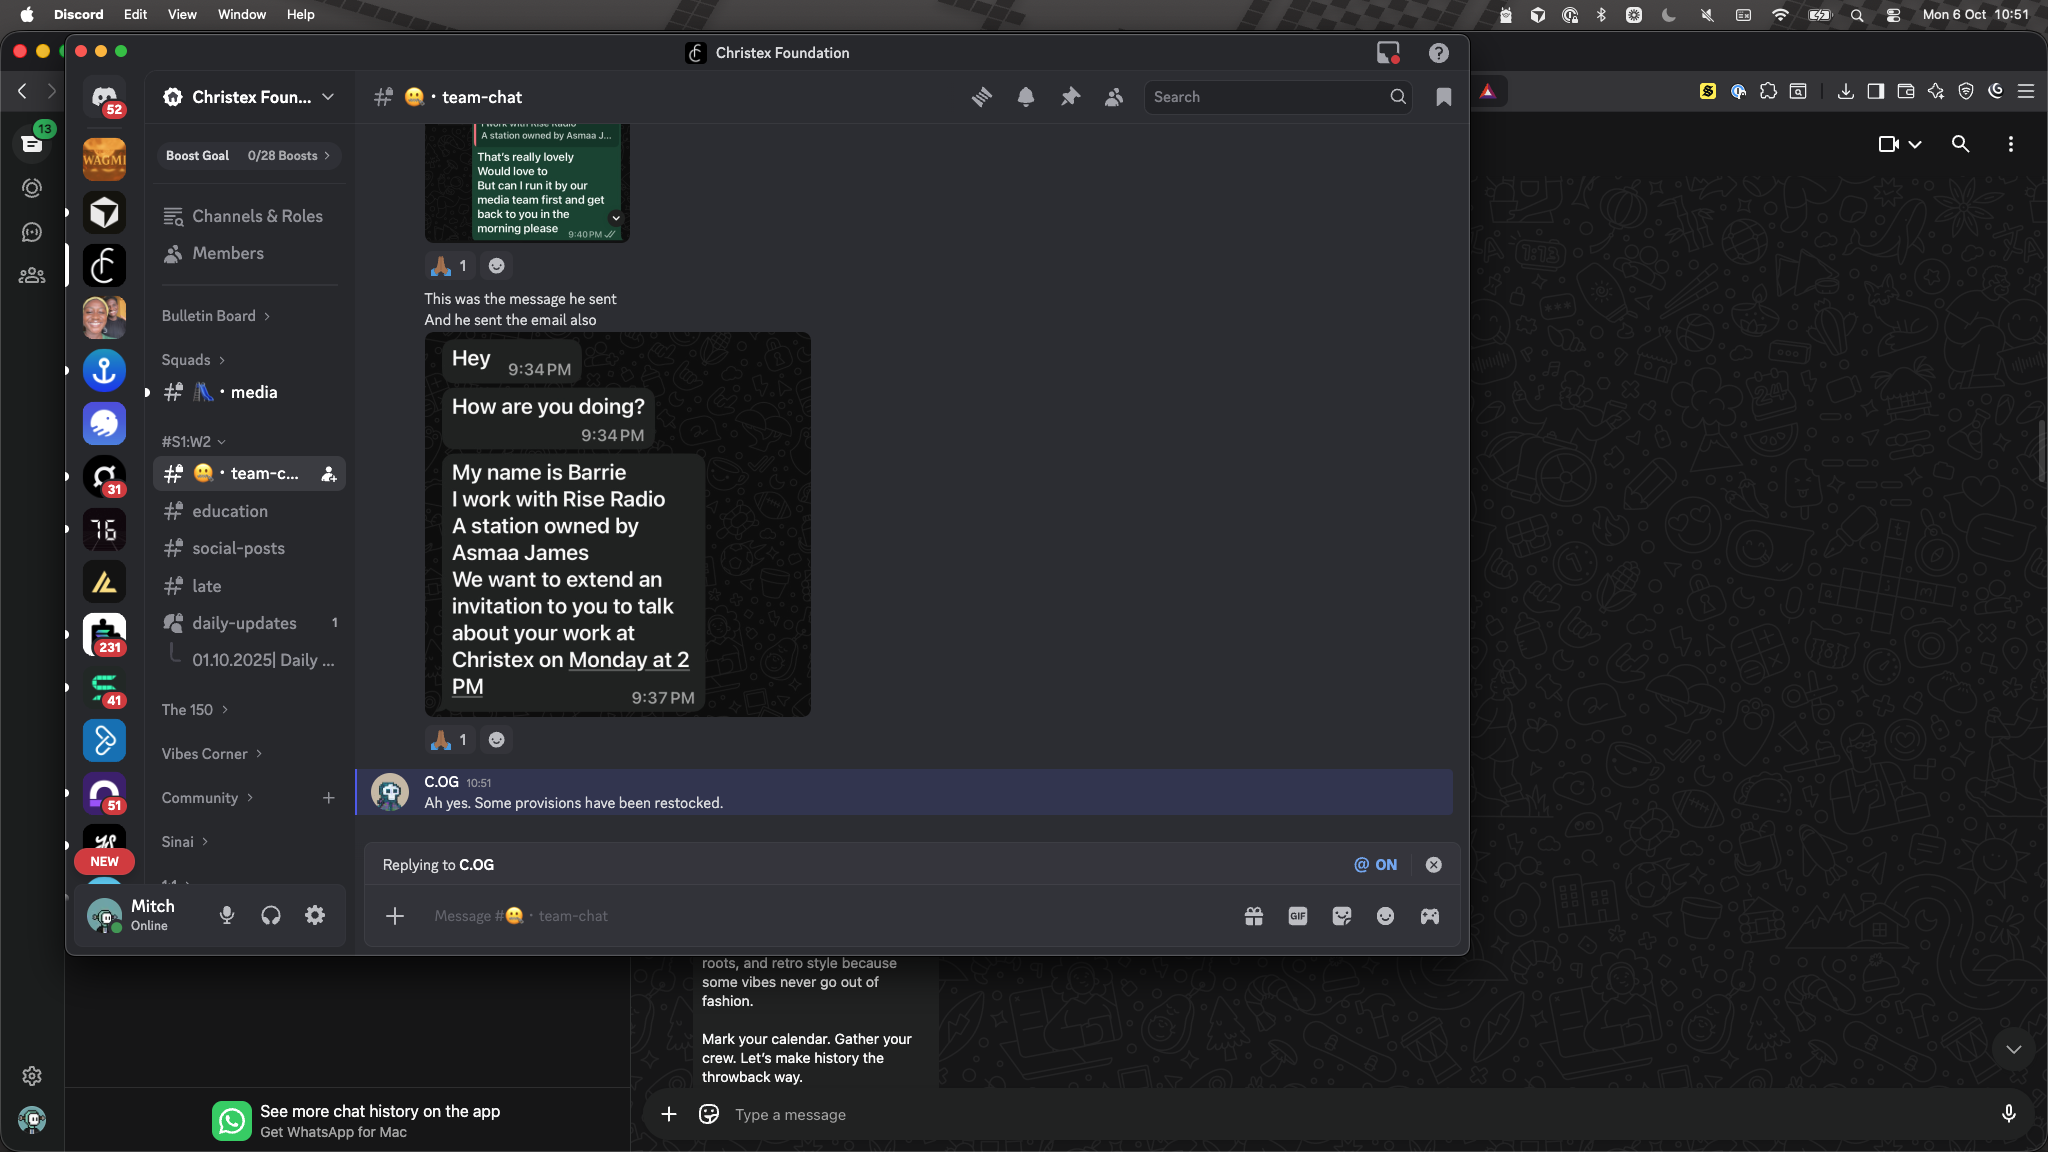 Discord Edit View Window Help
Mon 6 Oct 10:51
Christex Foundation
13
52
Christex Foun...
🤐・team-chat
Search
WAGMI
Boost Goal 0/28 Boosts
Channels & Roles
Members
Bulletin Board
Squads
media
#S1:W2
🤐・team-c...
education
social-posts
late
daily-updates 1
01.10.2025| Daily ...
The 150
Vibes Corner
Community
Sinai
31
76
231
41
51
NEW
Mitch
Online
I work with Rise Radio
A station owned by Asmaa J...
That's really lovely
Would love to
But can I run it by our
media team first and get
back to you in the
morning please 9:40 PM
🙏🏾 1
This was the message he sent
And he sent the email also
Hey 9:34 PM
How are you doing?
9:34 PM
My name is Barrie
I work with Rise Radio
A station owned by
Asmaa James
We want to extend an
invitation to you to talk
about your work at
Christex on Monday at 2
PM 9:37 PM
🙏🏾 1
C.OG 10:51
Ah yes. Some provisions have been restocked.
Replying to C.OG
@ ON
Message #🤐・team-chat
GIF
roots, and retro style because
some vibes never go out of
fashion.
Mark your calendar. Gather your
crew. Let's make history the
throwback way.
See more chat history on the app
Get WhatsApp for Mac
Type a message